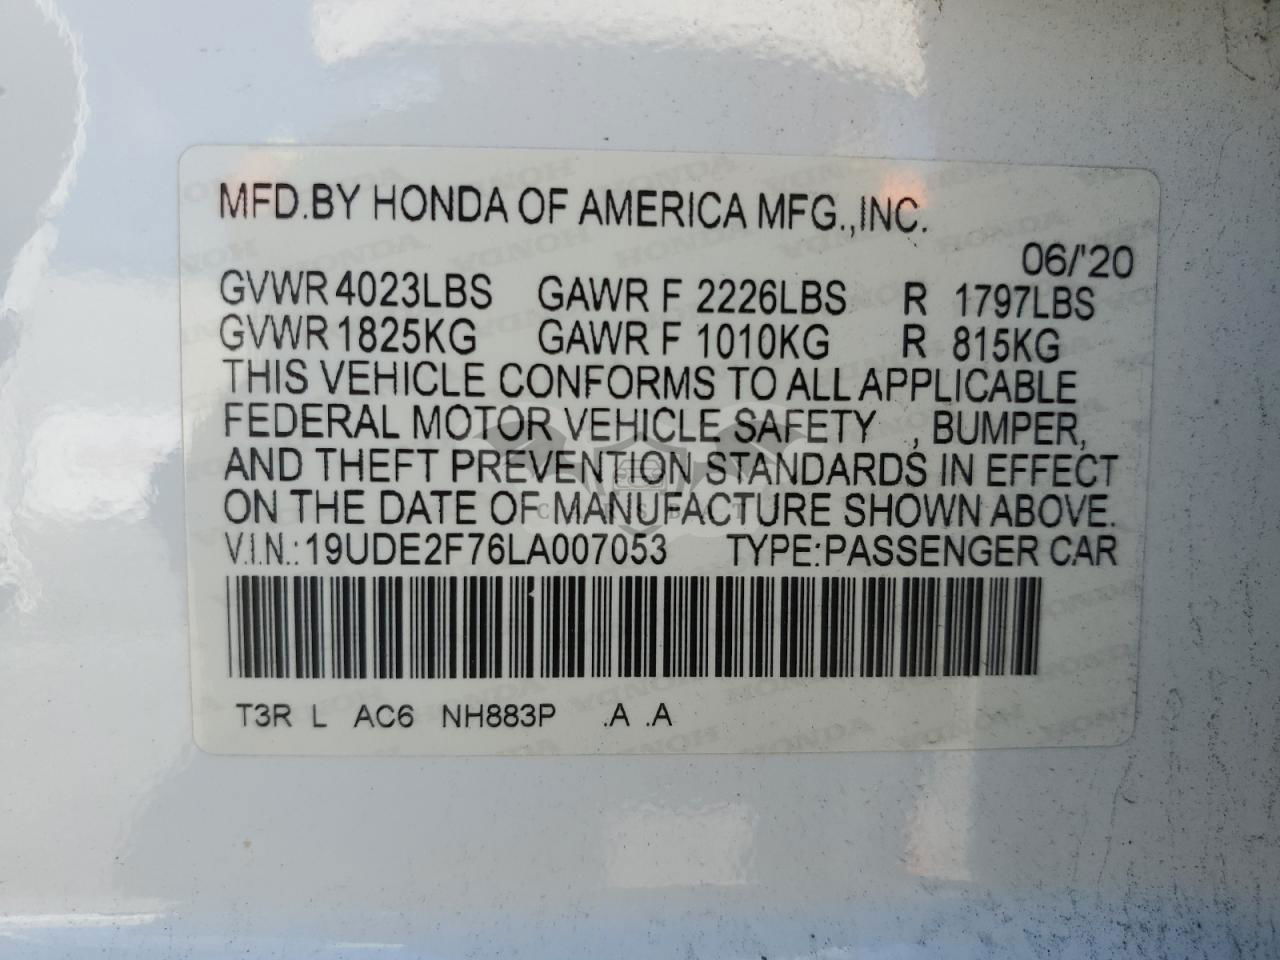 MFD.BY HONDA OF AMERICA MFG.,INC.
06/'20
GVWR 4023LBS GAWR F 2226LBS R 1797LBS
GVWR 1825KG GAWR F 1010KG R 815KG
THIS VEHICLE CONFORMS TO ALL APPLICABLE
FEDERAL MOTOR VEHICLE SAFETY , BUMPER,
AND THEFT PREVENTION STANDARDS IN EFFECT
ON THE DATE OF MANUFACTURE SHOWN ABOVE.
V.I.N.:19UDE2F76LA007053 TYPE:PASSENGER CAR
T3R L AC6 NH883P .A .A